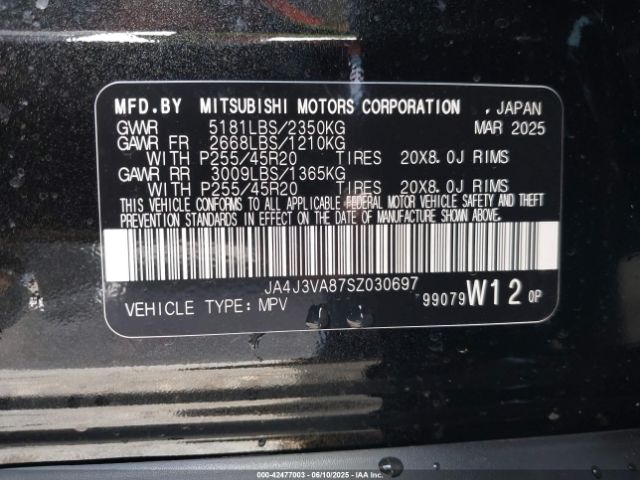 MFD.BY MITSUBISHI MOTORS CORPORATION , JAPAN
GVWR 5181LBS/2350KG MAR 2025
GAWR FR 2668LBS/1210KG
WITH P255/45R20 TIRES 20X8.0J RIMS
GAWR RR 3009LBS/1365KG
WITH P255/45R20 TIRES 20X8.0J RIMS
THIS VEHICLE CONFORMS TO ALL APPLICABLE FEDERAL MOTOR VEHICLE SAFETY AND THEFT
PREVENTION STANDARDS IN EFFECT ON THE DATE OF MANUFACTURE SHOWN ABOVE.
JA4J3VA87SZ030697
VEHICLE TYPE: MPV 99079 W12 0P
000-42477003 - 06/10/2025 - © IAA, LLC